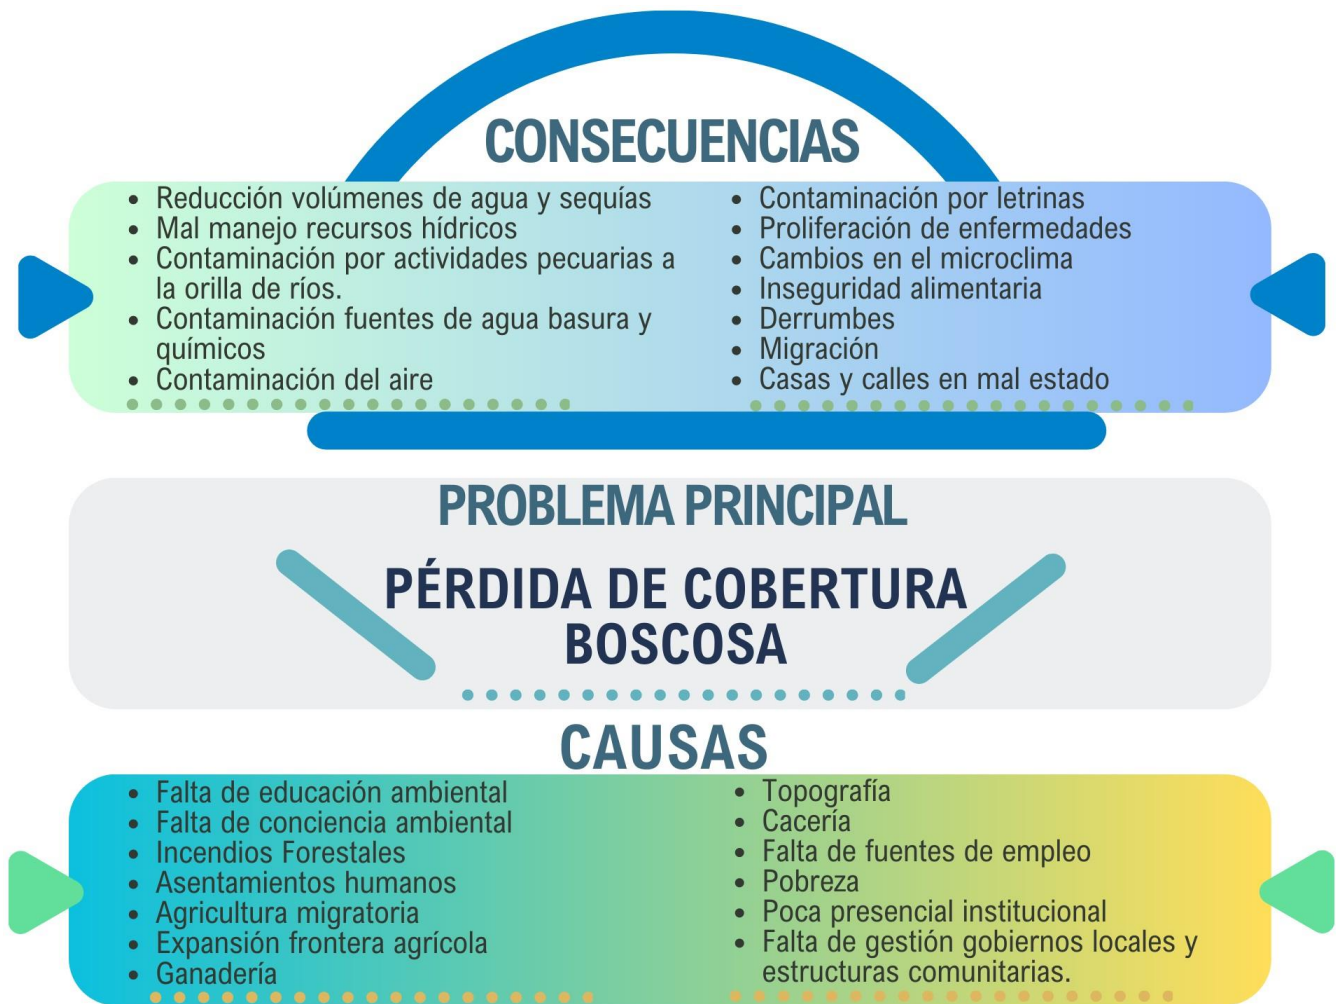 CONSECUENCIAS
• Reducción volúmenes de agua y sequías
• Mal manejo recursos hídricos
• Contaminación por actividades pecuarias a
la orilla de ríos.
• Contaminación fuentes de agua basura y
químicos
• Contaminación del aire
• Contaminación por letrinas
• Proliferación de enfermedades
• Cambios en el microclima
• Inseguridad alimentaria
• Derrumbes
• Migración
• Casas y calles en mal estado
PROBLEMA PRINCIPAL
PÉRDIDA DE COBERTURA
BOSCOSA
CAUSAS
• Falta de educación ambiental
• Falta de conciencia ambiental
• Incendios Forestales
• Asentamientos humanos
• Agricultura migratoria
• Expansión frontera agrícola
• Ganadería
• Topografía
• Cacería
• Falta de fuentes de empleo
• Pobreza
• Poca presencial institucional
• Falta de gestión gobiernos locales y
estructuras comunitarias.